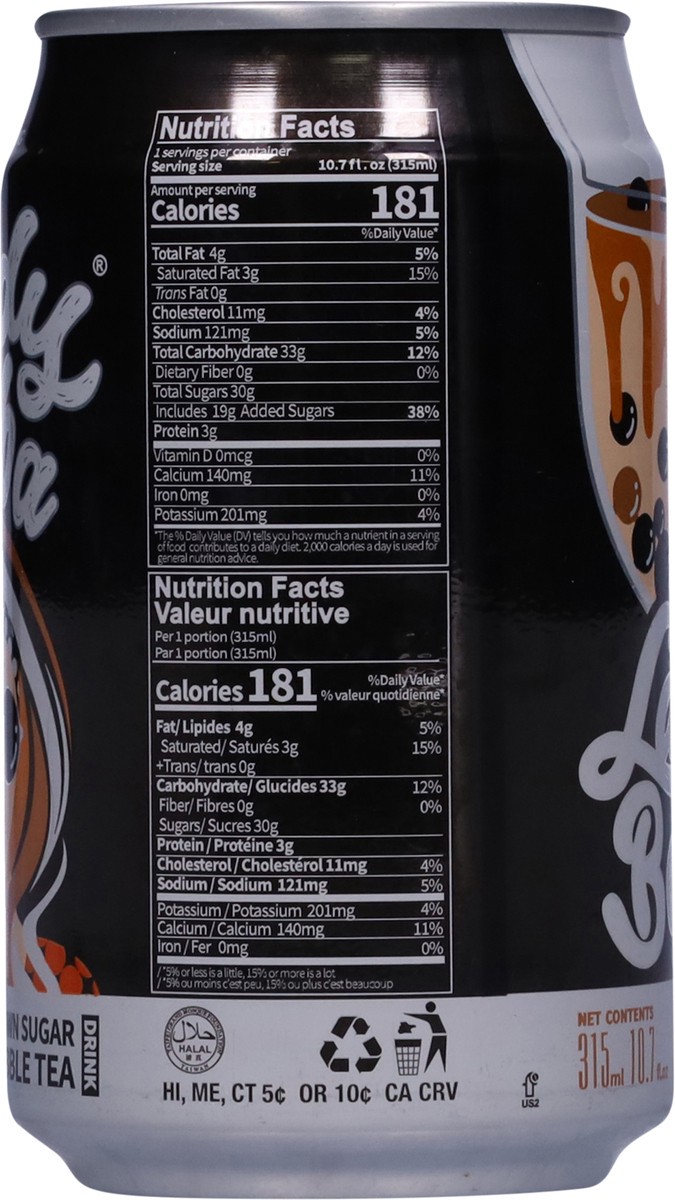 Nutrition Facts
1 servings per container
Serving size 10.7 fl. oz (315ml)
Amount per serving
Calories 181
%Daily Value*
Total Fat 4g 5%
Saturated Fat 3g 15%
Trans Fat 0g
Cholesterol 11mg 4%
Sodium 121mg 5%
Total Carbohydrate 33g 12%
Dietary Fiber 0g 0%
Total Sugars 30g
Includes 19g Added Sugars 38%
Protein 3g
Vitamin D 0mcg 0%
Calcium 140mg 11%
Iron 0mg 0%
Potassium 201mg 4%
*The % Daily Value (DV) tells you how much a nutrient in a serving
of food contributes to a daily diet. 2,000 calories a day is used for
general nutrition advice.
Nutrition Facts
Valeur nutritive
Per 1 portion (315ml)
Par 1 portion (315ml)
Calories 181 %Daily Value*
% valeur quotidienne*
Fat/ Lipides 4g 5%
Saturated/ Saturés 3g 15%
+Trans/ trans 0g
Carbohydrate/ Glucides 33g 12%
Fiber/ Fibres 0g 0%
Sugars/ Sucres 30g
Protein / Protéine 3g
Cholesterol / Cholestérol 11mg 4%
Sodium / Sodium 121mg 5%
Potassium / Potassium 201mg 4%
Calcium / Calcium 140mg 11%
Iron / Fer 0mg 0%
/ *5% or less is a little, 15% or more is a lot
/ *5% ou moins c'est peu, 15% ou plus c'est beaucoup
®
WN SUGAR
BLE TEA
DRINK
حلال
HALAL
TAIWAN
HI, ME, CT 5¢ OR 10¢ CA CRV
US2
NET CONTENTS
315ml 10.7 fl.oz